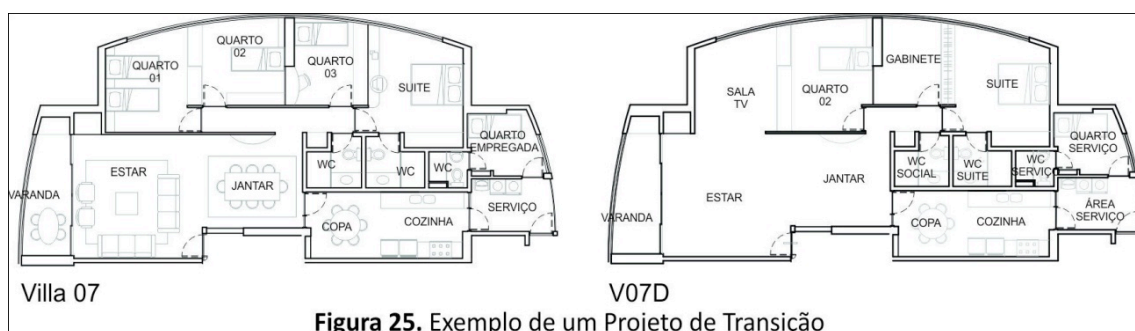 QUARTO
01
QUARTO
02
QUARTO
03
SUITE
QUARTO
EMPREGADA
WC
WC
WC
ESTAR
JANTAR
VARANDA
COPA
COZINHA
SERVIÇO
Villa 07
SALA
TV
QUARTO
02
GABINETE
SUITE
QUARTO
SERVIÇO
WC
SOCIAL
WC
SUITE
WC
SERVIÇO
ESTAR
JANTAR
VARANDA
COPA
COZINHA
ÁREA
SERVIÇO
V07D
Figura 25. Exemplo de um Projeto de Transição